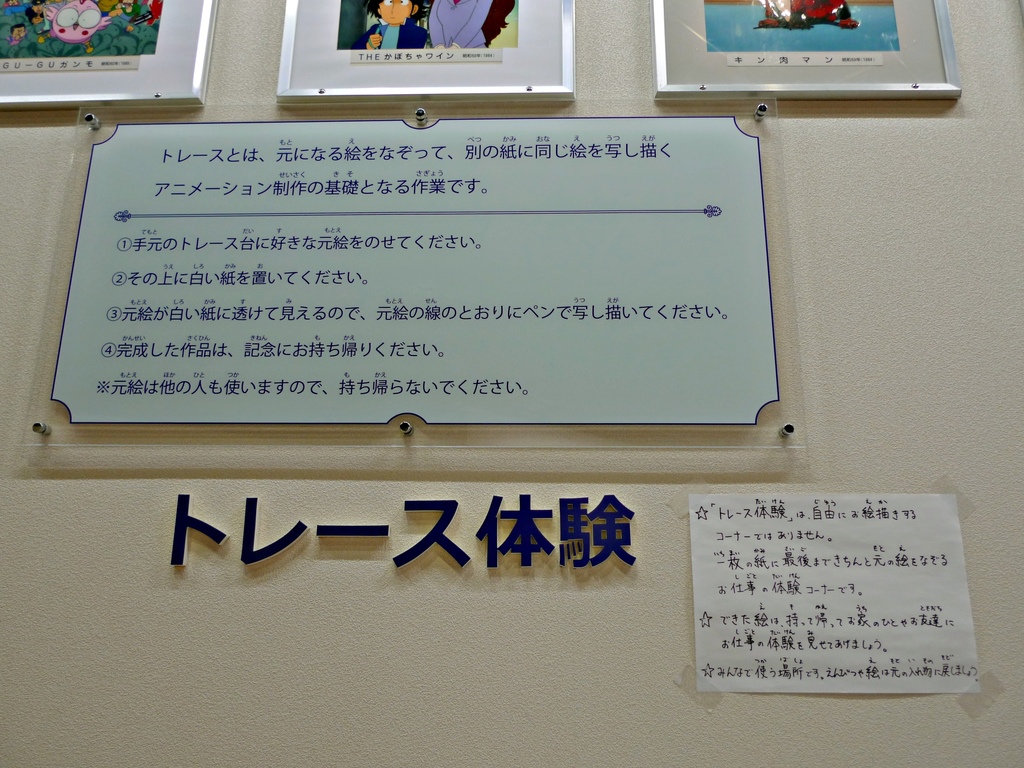 GU-GUガンモ 昭和60年(1985)
THEかぼちゃワイン
キン肉マン
トレースとは、元になる絵をなぞって、別の紙に同じ絵を写し描く
アニメーション制作の基礎となる作業です。
①手元のトレース台に好きな元絵をのせてください。
②その上に白い紙を置いてください。
③元絵が白い紙に透けて見えるので、元絵の線のとおりにペンで写し描いてください。
④完成した作品は、記念にお持ち帰りください。
※元絵は他の人も使いますので、持ち帰らないでください。
トレース体験
☆「トレース体験」は、自由にお絵描きする
コーナーではありません。
一枚の紙に最後まできちんと元の絵をなぞる
お仕事の体験コーナーです。
☆できた絵は、持って帰ってお家のひとやお友達に
お仕事の体験を見せてあげましょう。
☆みんなで使う場所です。えんぴつや絵は元の入れ物に戻しましょう。